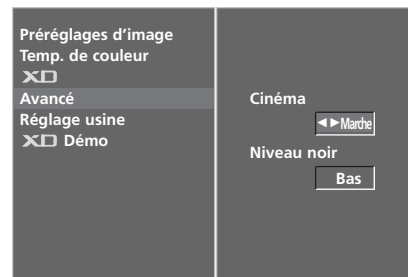 Préréglages d'image
Temp. de couleur
XD
Avancé
Réglage usine
XD Démo
Cinéma
◄►Marche
Niveau noir
Bas